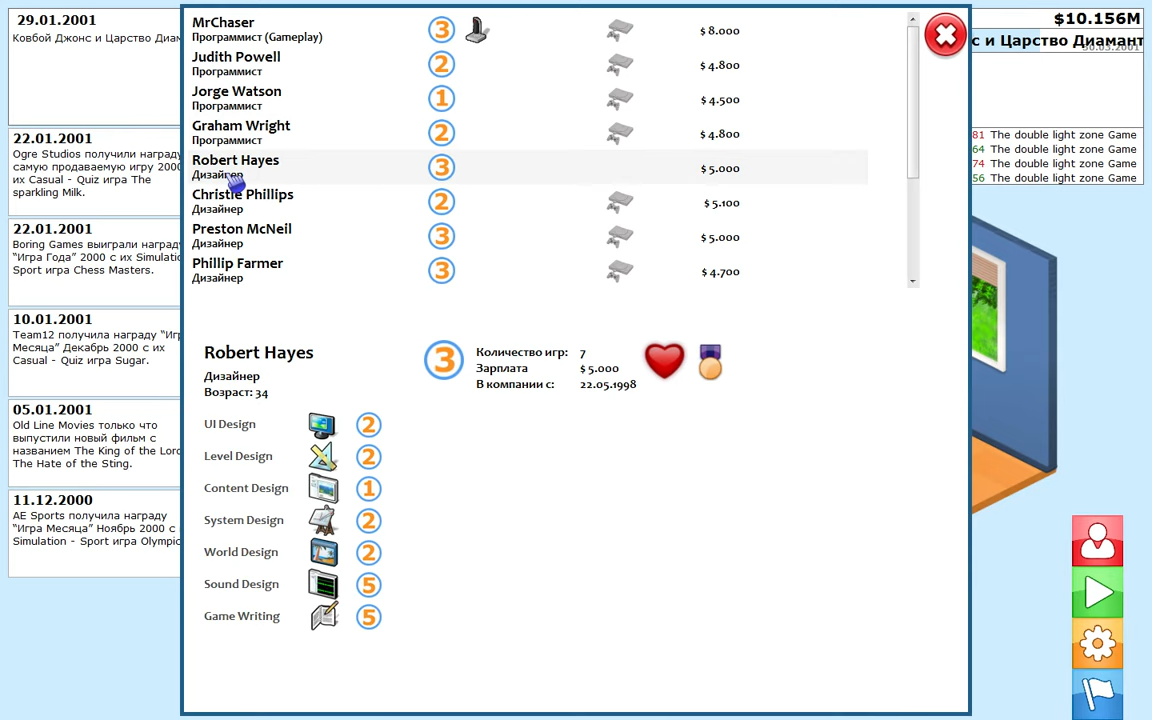 29.01.2001
Ковбой Джонс и Царство Диам
22.01.2001
Ogre Studios получили награду
самую продаваемую игру 200
их Casual - Quiz игра The
sparkling Milk.
22.01.2001
Boring Games выиграли награду
“Игра Года” 2000 с их Simulatio
Sport игра Chess Masters.
10.01.2001
Team12 получила награду “Игр
Месяца” Декабрь 2000 с их
Casual - Quiz игра Sugar.
05.01.2001
Old Line Movies только что
выпустили новый фильм с
названием The King of the Lord
The Hate of the Sting.
11.12.2000
AE Sports получила награду
“Игра Месяца” Ноябрь 2000 с
Simulation - Sport игра Olympic
MrChaser
Программист (Gameplay)
3
$ 8.000
Judith Powell
Программист
2
$ 4.800
Jorge Watson
Программист
1
$ 4.500
Graham Wright
Программист
2
$ 4.800
Robert Hayes
Дизайнер
3
$ 5.000
Christie Phillips
Дизайнер
2
$ 5.100
Preston McNeil
Дизайнер
3
$ 5.000
Phillip Farmer
Дизайнер
3
$ 4.700
Robert Hayes
Дизайнер
Возраст: 34
3
Количество игр: 7
Зарплата $ 5.000
В компании с: 22.05.1998
UI Design 2
Level Design 2
Content Design 1
System Design 2
World Design 2
Sound Design 5
Game Writing 5
$10.156M
с и Царство Диамант
30.03.2001
81 The double light zone Game
64 The double light zone Game
74 The double light zone Game
56 The double light zone Game